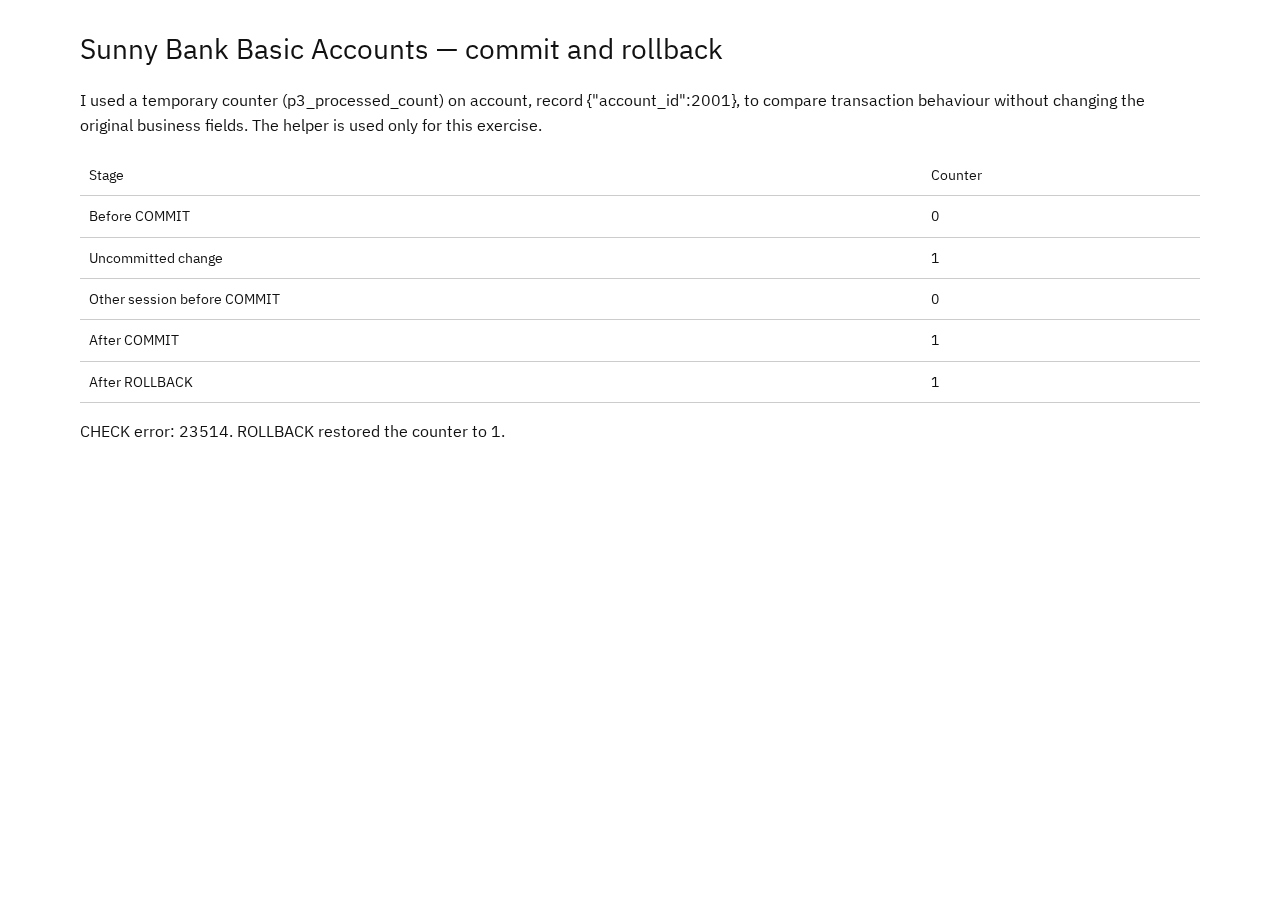 Sunny Bank Basic Accounts — commit and rollback
I used a temporary counter (p3_processed_count) on account, record {"account_id":2001}, to compare transaction behaviour without changing the
original business fields. The helper is used only for this exercise.
Stage Counter
Before COMMIT 0
Uncommitted change 1
Other session before COMMIT 0
After COMMIT 1
After ROLLBACK 1
CHECK error: 23514. ROLLBACK restored the counter to 1.